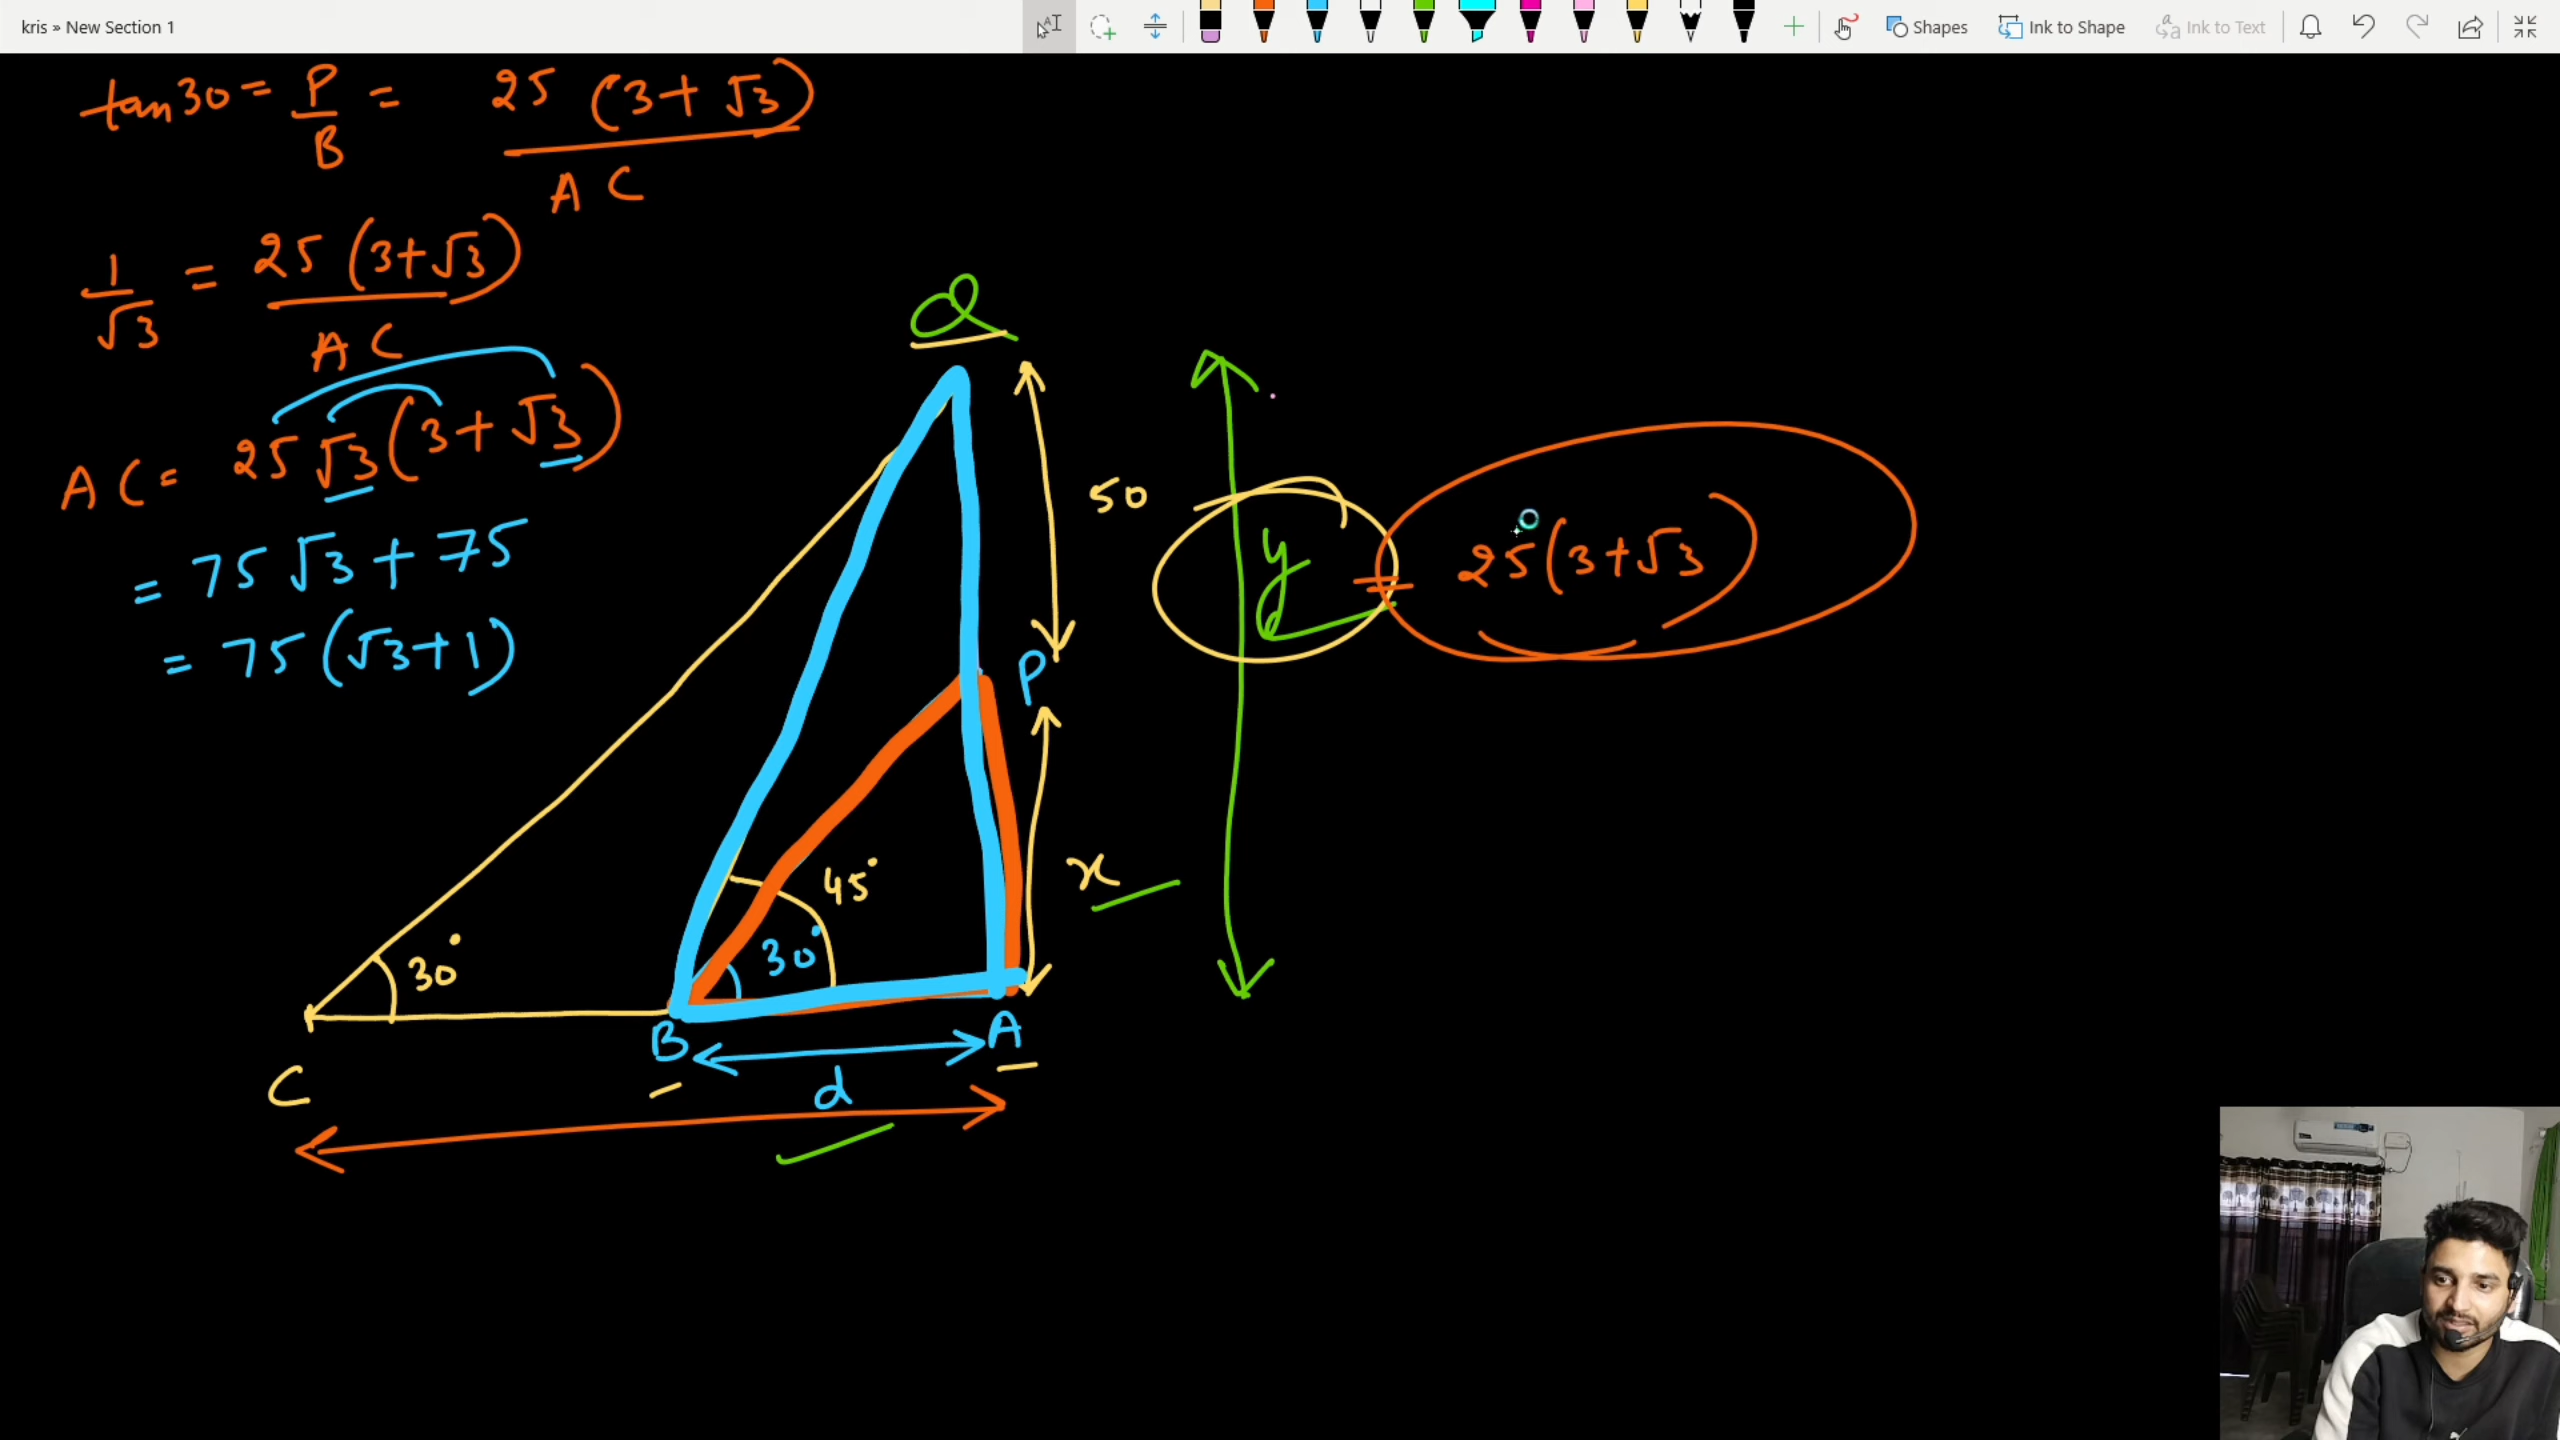 kris » New Section 1
Shapes
Ink to Shape
Ink to Text
tan 30 = P/B = 25 (3+√3) / AC
1/√3 = 25 (3+√3) / AC
AC = 25√3 (3+√3)
= 75√3 + 75
= 75 (√3+1)
Q
50
y = 25(3+√3)
P
x
45°
30°
30°
B
A
C
d